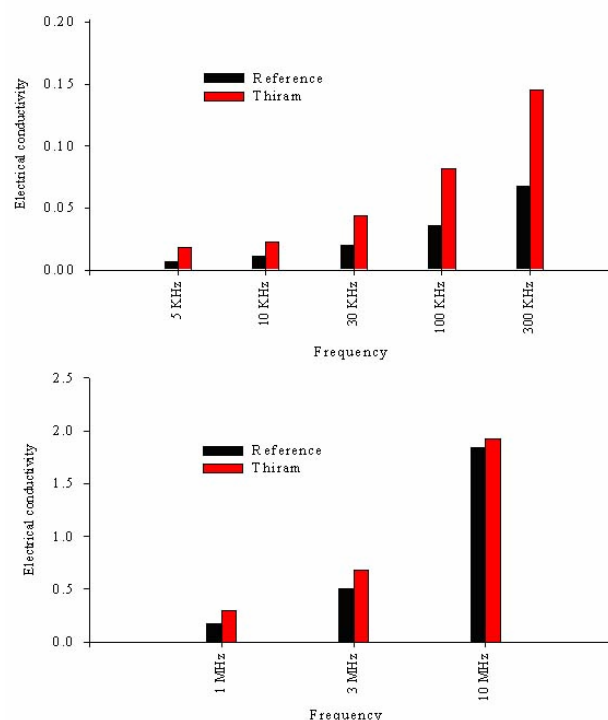 0.20
Reference
Thiram
0.15
0.10
0.05
0.00
Electrical conductivity
5 KHz
10 KHz
30 KHz
100 KHz
300 KHz
Frequency
2.5
Reference
Thiram
2.0
1.5
1.0
0.5
0.0
Electrical conductivity
1 MHz
3 MHz
10 MHz
Frequency